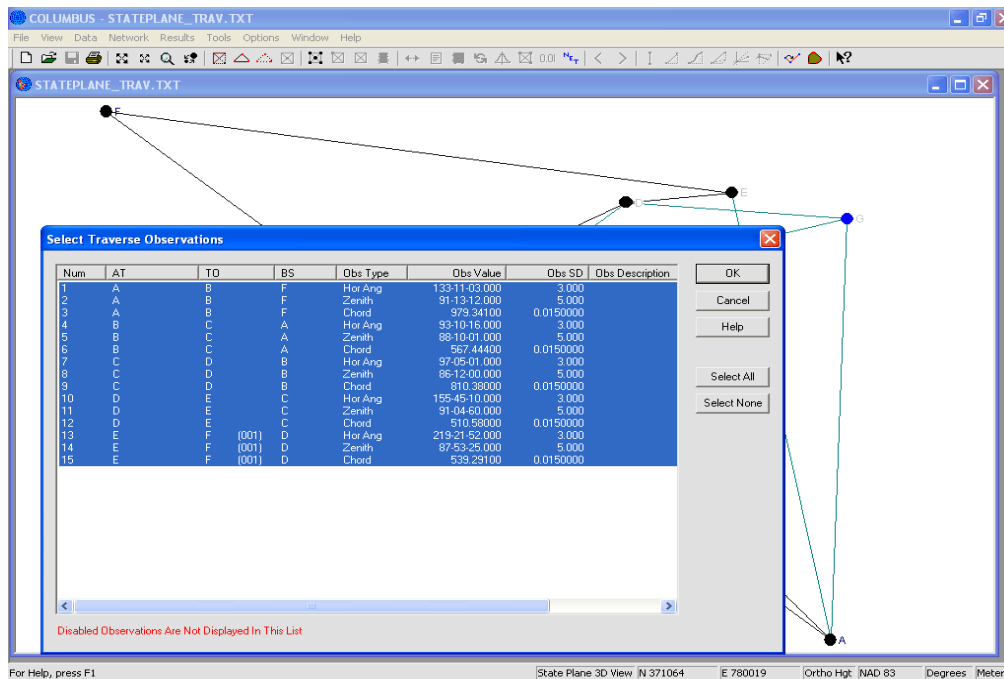 COLUMBUS - STATEPLANE_TRAV.TXT
File View Data Network Results Tools Options Window Help
0.01 N E T
STATEPLANE_TRAV.TXT
F
E
D
G
Select Traverse Observations
Num AT TO BS Obs Type Obs Value Obs SD Obs Description
1 A B F Hor Ang 133-11-03.000 3.000
2 A B F Zenith 91-13-12.000 5.000
3 A B F Chord 979.34100 0.0150000
4 B C A Hor Ang 93-10-16.000 3.000
5 B C A Zenith 88-10-01.000 5.000
6 B C A Chord 567.44400 0.0150000
7 C D B Hor Ang 97-05-01.000 3.000
8 C D B Zenith 86-12-00.000 5.000
9 C D B Chord 810.38000 0.0150000
10 D E C Hor Ang 155-45-10.000 3.000
11 D E C Zenith 91-04-60.000 5.000
12 D E C Chord 510.58000 0.0150000
13 E F (001) D Hor Ang 219-21-52.000 3.000
14 E F (001) D Zenith 87-53-25.000 5.000
15 E F (001) D Chord 539.29100 0.0150000
OK
Cancel
Help
Select All
Select None
Disabled Observations Are Not Displayed In This List
A
For Help, press F1 State Plane 3D View N 371064 E 780019 Ortho Hgt NAD 83 Degrees Meter